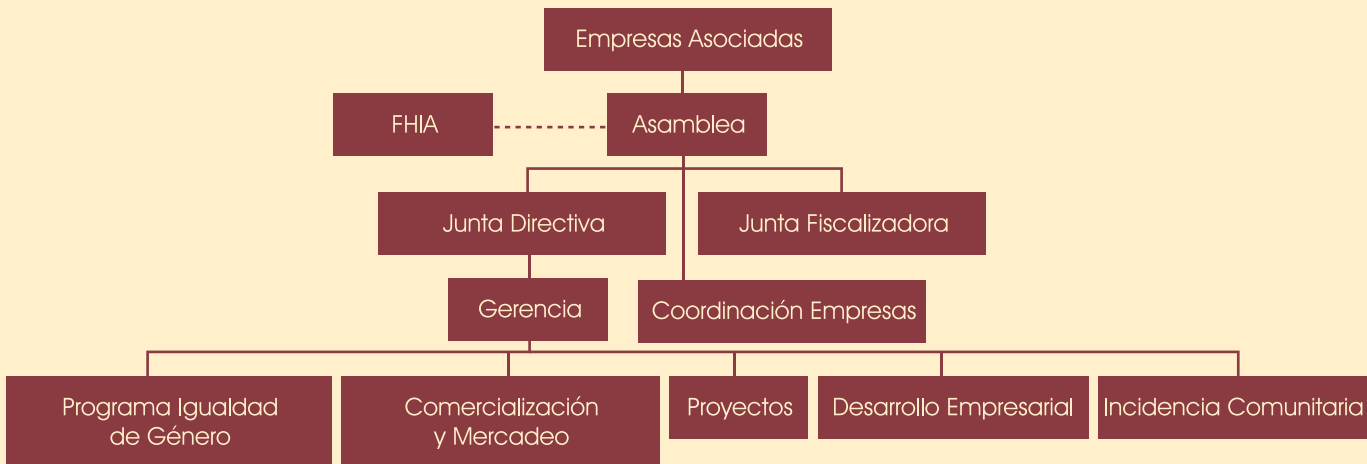 Empresas Asociadas
FHIA
Asamblea
Junta Directiva
Junta Fiscalizadora
Gerencia
Coordinación Empresas
Programa Igualdad
de Género
Comercialización
y Mercadeo
Proyectos
Desarrollo Empresarial
Incidencia Comunitaria